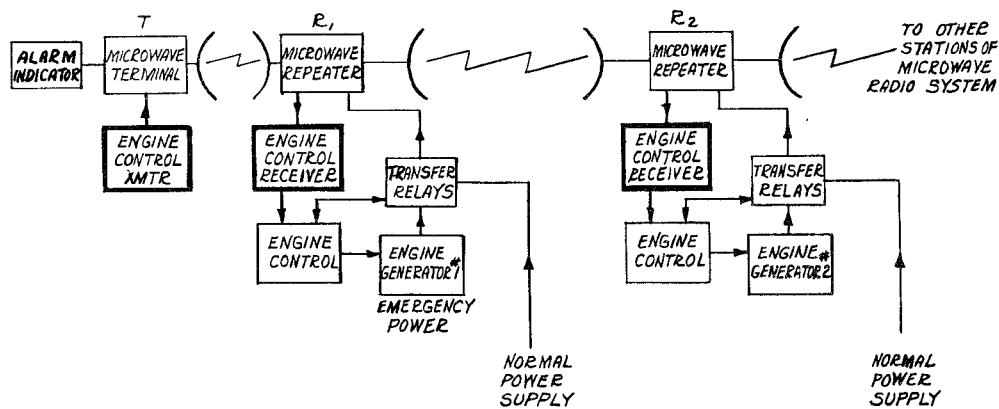 T
R1
R2
ALARM
INDICATOR
MICROWAVE
TERMINAL
MICROWAVE
REPEATER
MICROWAVE
REPEATER
TO OTHER
STATIONS OF
MICROWAVE
RADIO SYSTEM
ENGINE
CONTROL
XMTR
ENGINE
CONTROL
RECEIVER
TRANSFER
RELAYS
ENGINE
CONTROL
RECEIVER
TRANSFER
RELAYS
ENGINE
CONTROL
ENGINE #
GENERATOR 1
EMERGENCY
POWER
ENGINE
CONTROL
ENGINE #
GENERATOR 2
NORMAL
POWER
SUPPLY
NORMAL
POWER
SUPPLY